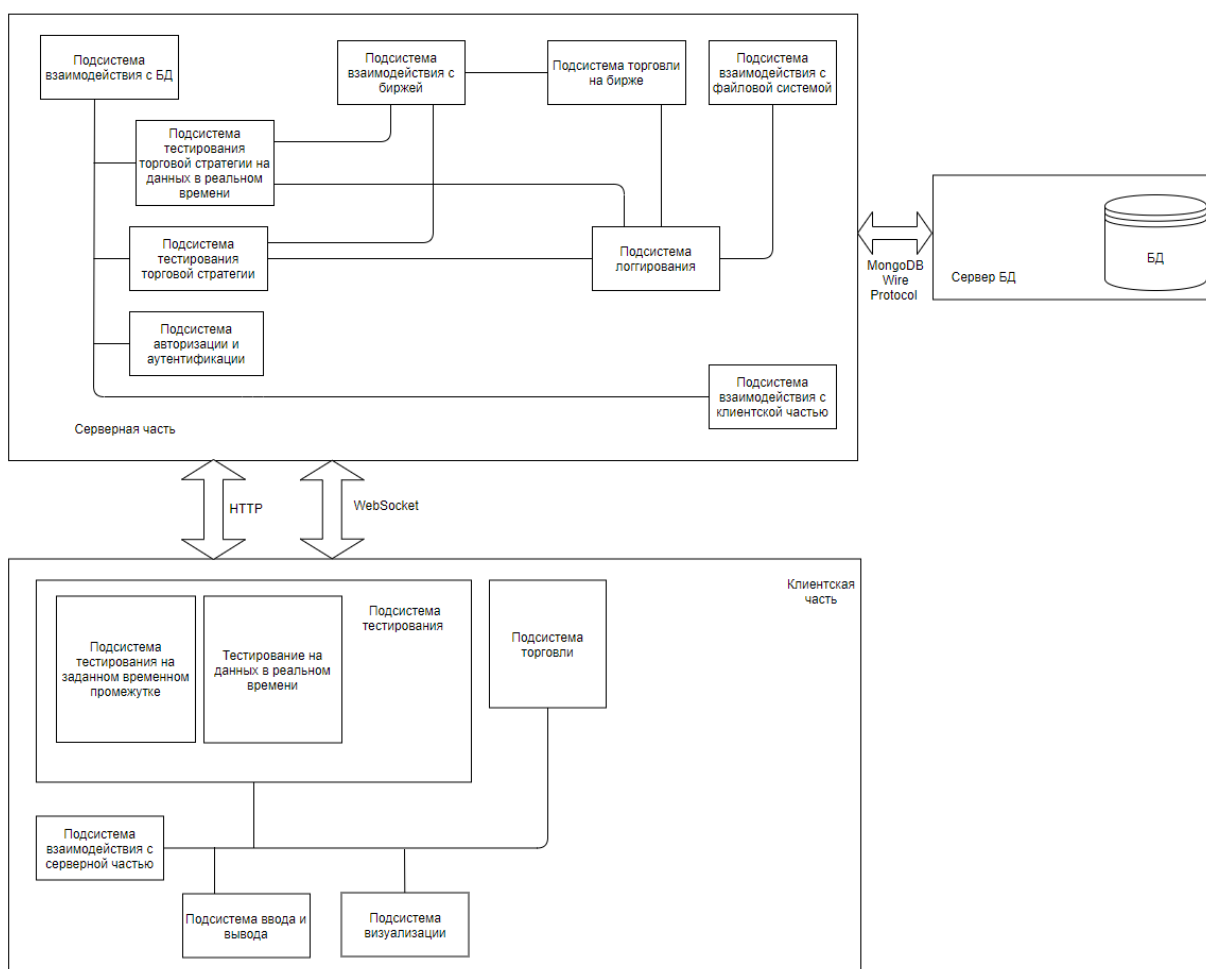 Подсистема
взаимодействия с БД
Подсистема
взаимодействия с
биржей
Подсистема торговли
на бирже
Подсистема
взаимодействия с
файловой системой
Подсистема
тестирования
торговой стратегии на
данных в реальном
времени
Подсистема
тестирования
торговой стратегии
Подсистема
логгирования
Подсистема
авторизации и
аутентификации
Подсистема
взаимодействия с
клиентской частью
Серверная часть
MongoDB
Wire
Protocol
Сервер БД
БД
HTTP
WebSocket
Клиентская
часть
Подсистема
тестирования
Подсистема
тестирования на
заданном временном
промежутке
Тестирование на
данных в реальном
времени
Подсистема
торговли
Подсистема
взаимодействия с
серверной частью
Подсистема ввода и
вывода
Подсистема
визуализации